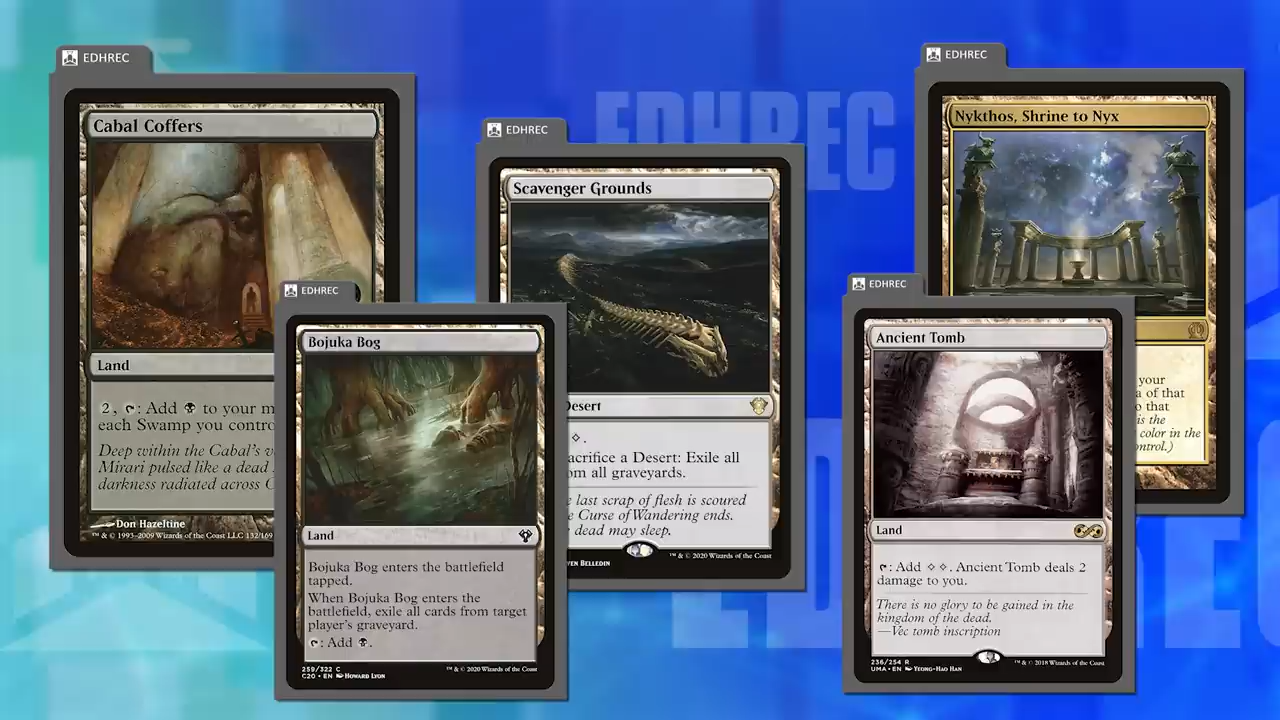 EDHREC
Cabal Coffers
Land
2, : Add to your m
each Swamp you contro
Deep within the Cabal's v
Mirari pulsed like a dead
darkness radiated across
Don Hazeltine
™ & © 1993–2009 Wizards of the Coast LLC 132/169
EDHREC
Bojuka Bog
Land
Bojuka Bog enters the battlefield
tapped.
When Bojuka Bog enters the
battlefield, exile all cards from target
player's graveyard.
: Add .
259/322 C
C20 • EN Howard Lyon
™ & © 2020 Wizards of the Coast
EDHREC
Scavenger Grounds
Desert
.
acrifice a Desert: Exile all
om all graveyards.
e last scrap of flesh is scoured
e Curse of Wandering ends.
dead may sleep.
™ & © 2020 Wizards of the Coast
VEN BELLEDIN
EDHREC
Ancient Tomb
Land
: Add . Ancient Tomb deals 2
damage to you.
There is no glory to be gained in the
kingdom of the dead.
—Vec tomb inscription
236/254 R
UMA • EN Yeong-Hao Han
™ & © 2018 Wizards of the Coast
EDHREC
Nykthos, Shrine to Nyx
your
a of that
o that
is the
color in the
ontrol.)
EDHREC